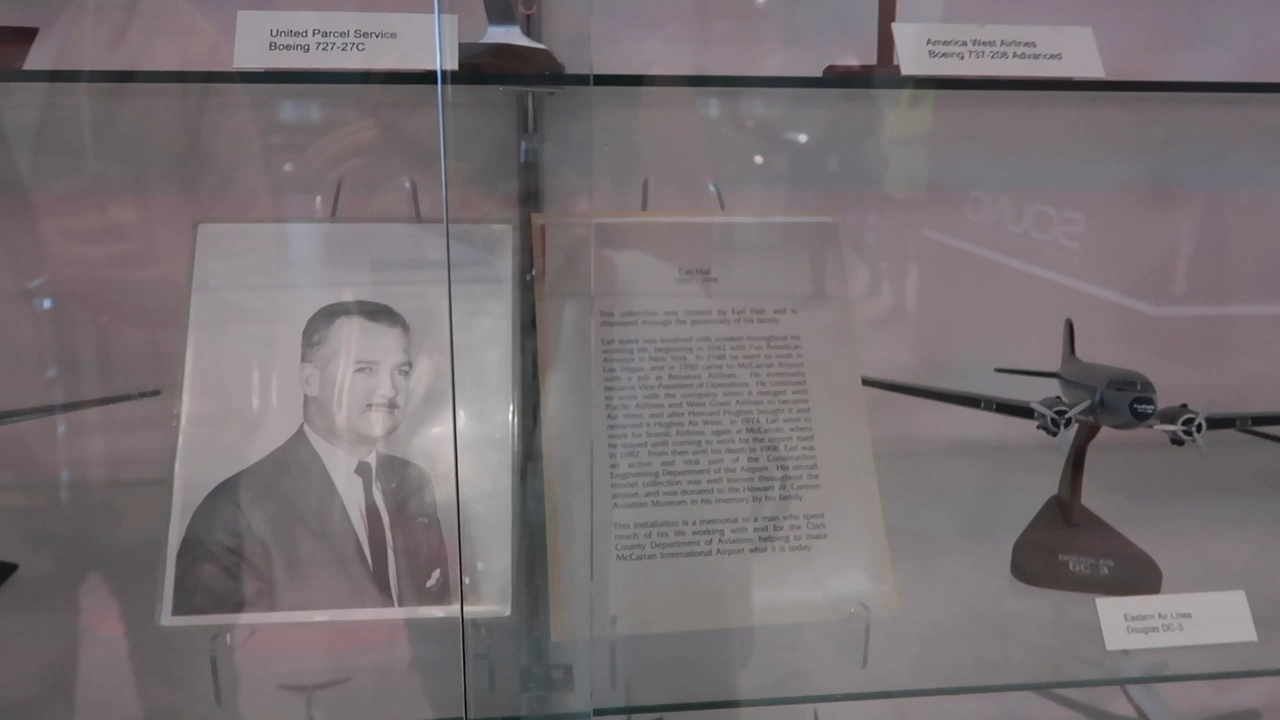 United Parcel Service
Boeing 727-27C
America West Airlines
Boeing 737-298 Advanced
SOUND
Earl Hall
This collection was created by Earl Hall, and is
displayed through the generosity of his family.
Earl spent was involved with aviation throughout his
working life, beginning in 1942 with Pan American
Airways in New York. In 1948 he went to work in
Las Vegas, and in 1950 came to McCarran Airport
with a job at Bonanza Airlines. He eventually
became Vice-President of Operations. He continued
to work with the company when it merged with
Pacific Airlines and West Coast Airlines to become
Air West, and after Howard Hughes bought it and
renamed it Hughes Air West. In 1974, Earl went to
work for Scenic Airlines, again at McCarran, where
he stayed until coming to work for the airport itself
in 1982. From then until his death in 1998, Earl was
an active and vital part of the Construction
Engineering Department of the Airport. His aircraft
model collection was well known throughout the
airport, and was donated to the Howard W. Cannon
Aviation Museum in his memory by his family.
This installation is a memorial to a man who spent
much of his life working with and for the Clark
County Department of Aviation, helping to make
McCarran International Airport what it is today.
DOUGLAS
DC-3
Eastern Air Lines
Douglas DC-3